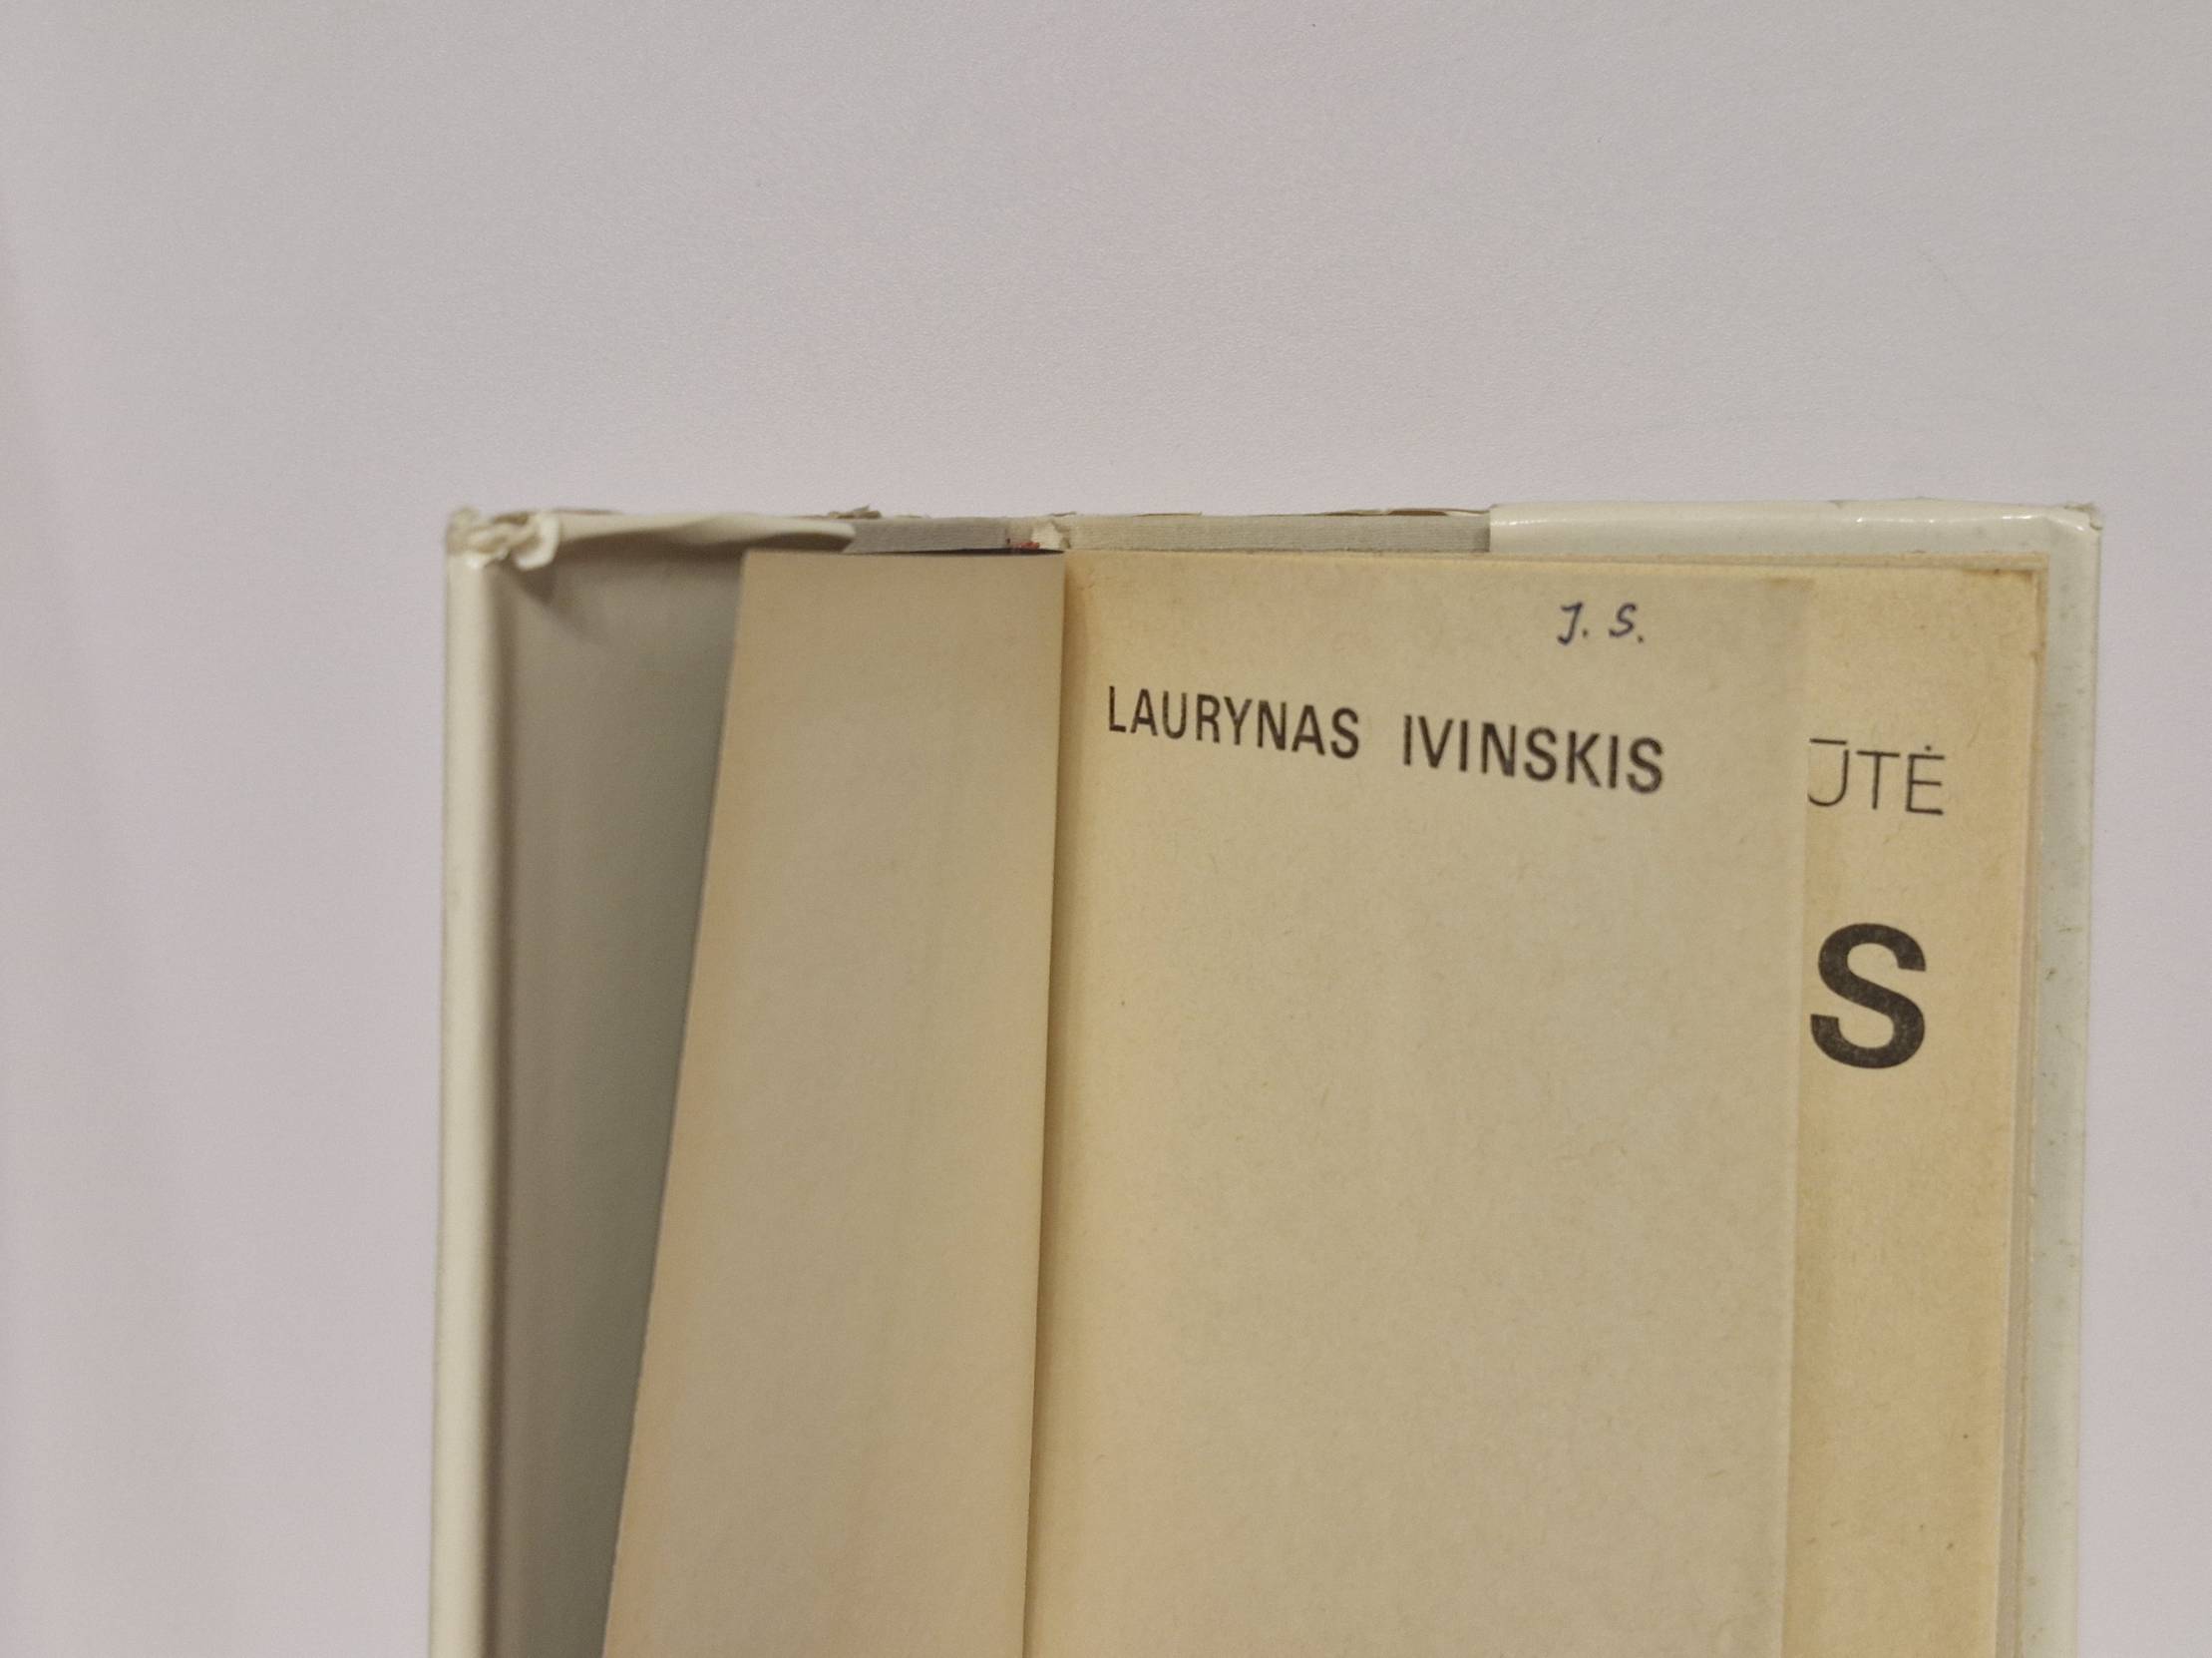 J. S.
LAURYNAS IVINSKIS
ŪTĖ
S